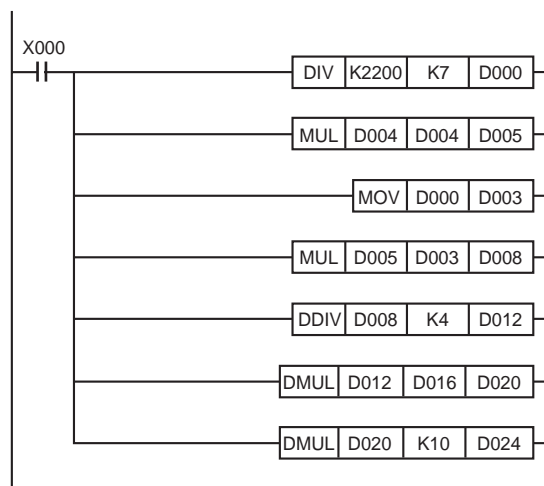 X000
DIV K2200 K7 D000
MUL D004 D004 D005
MOV D000 D003
MUL D005 D003 D008
DDIV D008 K4 D012
DMUL D012 D016 D020
DMUL D020 K10 D024